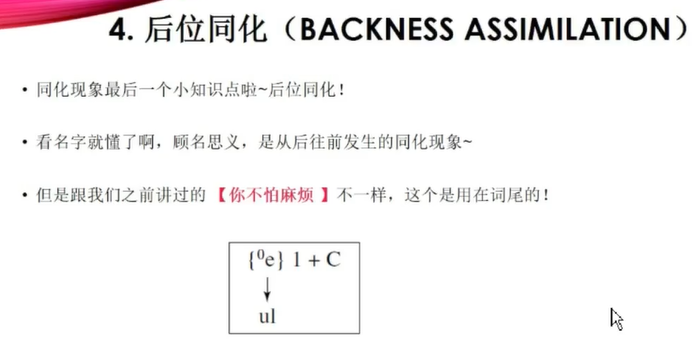 4. 后位同化（BACKNESS ASSIMILATION）
• 同化现象最后一个小知识点啦~后位同化！
• 看名字就懂了啊，顾名思义，是从后往前发生的同化现象~
• 但是跟我们之前讲过的【你不怕麻烦 】不一样，这个是用在词尾的！
{⁰e} l + C
↓
ul